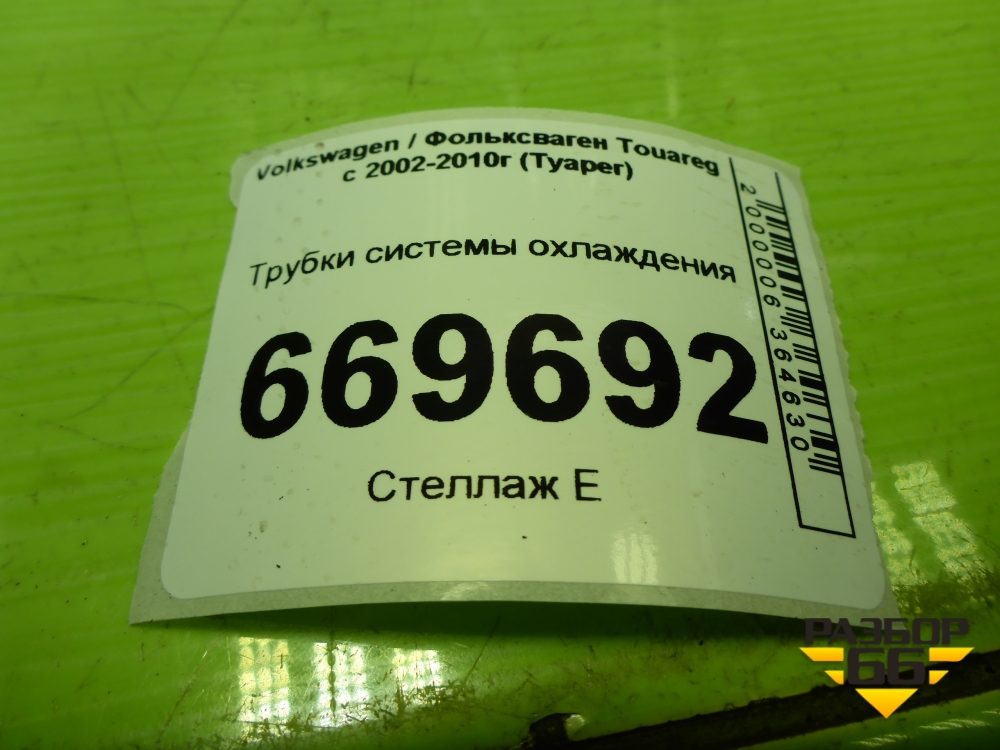 Volkswagen / Фольксваген Touareg
с 2002-2010г (Туарег)
Трубки системы охлаждения
669692
Стеллаж Е
2000006364630
РАЗБОР
66